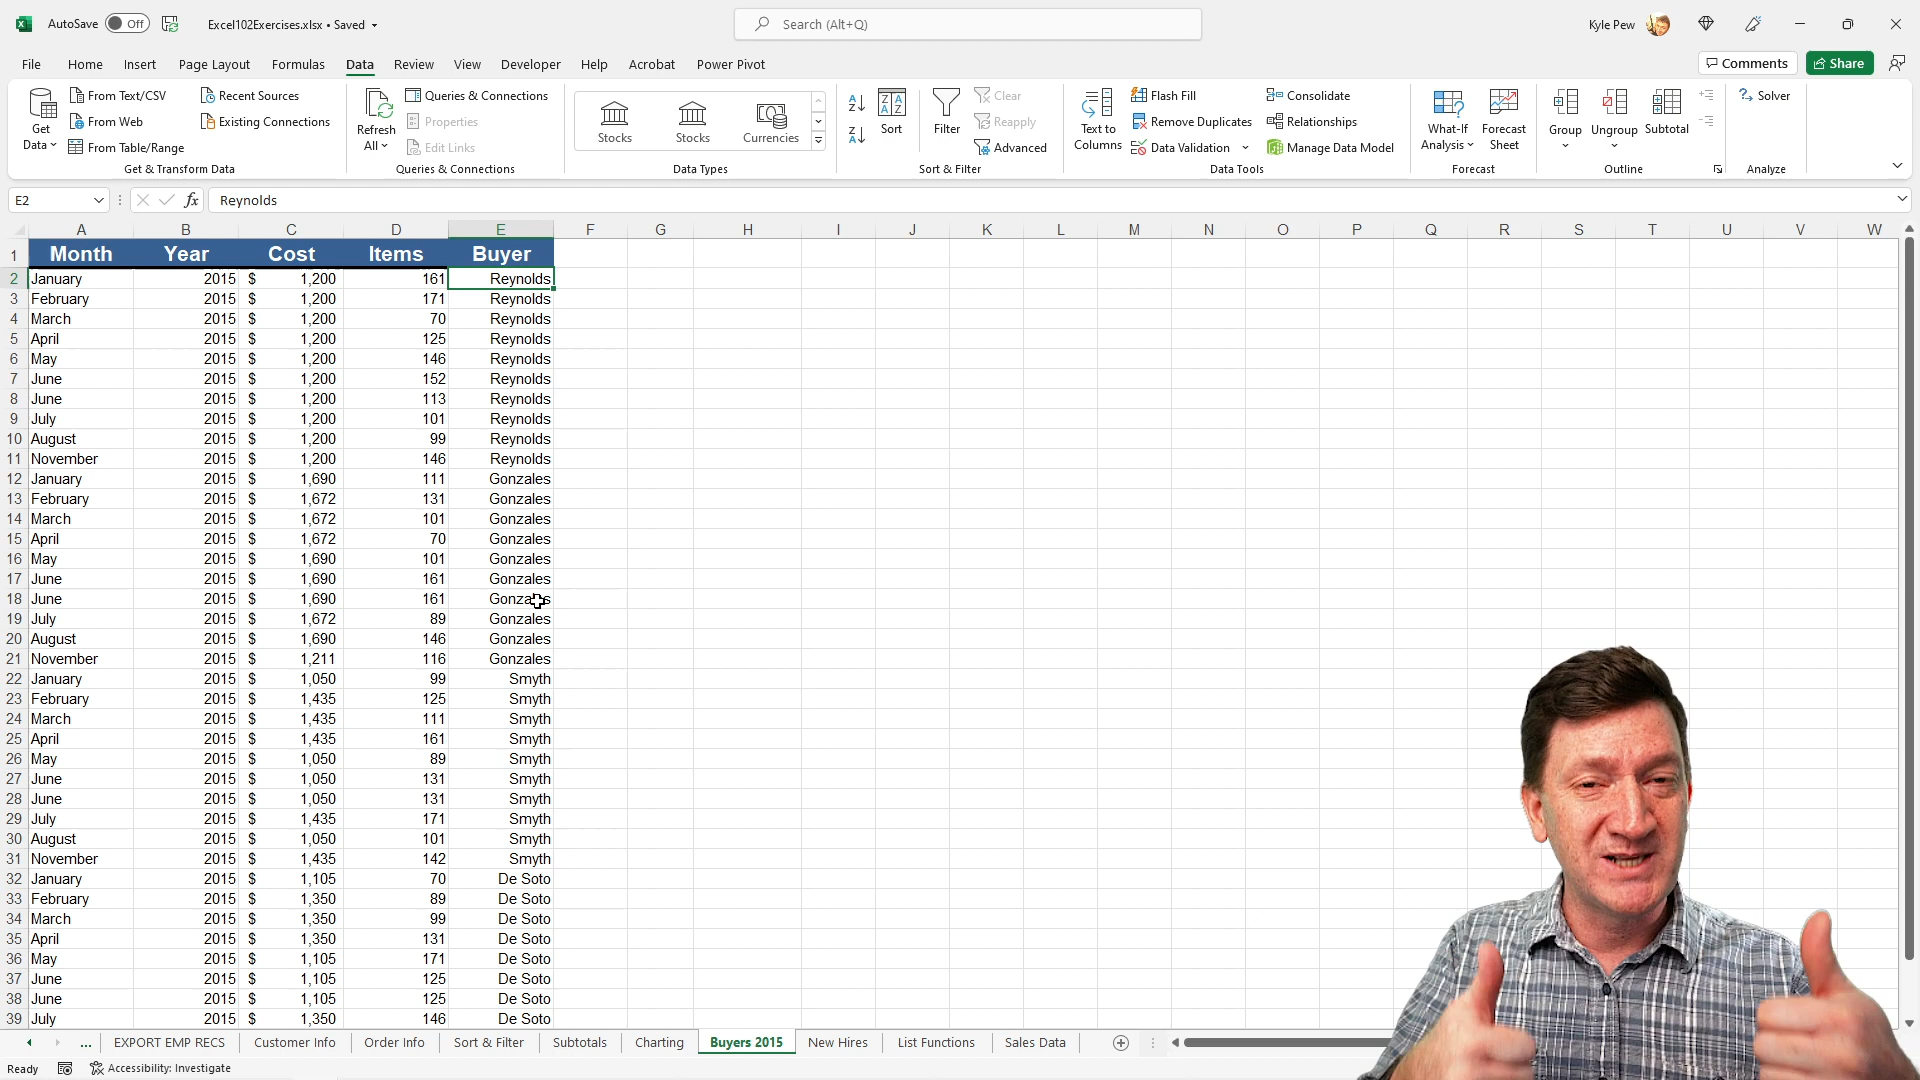 AutoSave Off Excel102Exercises.xlsx • Saved Search (Alt+Q) Kyle Pew
File Home Insert Page Layout Formulas Data Review View Developer Help Acrobat Power Pivot Comments Share
Get Data From Text/CSV From Web From Table/Range Recent Sources Existing Connections
Get & Transform Data
Refresh All Queries & Connections Properties Edit Links
Queries & Connections
Stocks Stocks Currencies
Data Types
Sort Filter Clear Reapply Advanced
Sort & Filter
Text to Columns Flash Fill Remove Duplicates Data Validation Consolidate Relationships Manage Data Model
Data Tools
What-If Analysis Forecast Sheet
Forecast
Group Ungroup Subtotal
Outline
Solver
Analyze
E2 fx Reynolds
A B C D E F G H I J K L M N O P Q R S T U V W
1 Month Year Cost Items Buyer
2 January 2015 $ 1,200 161 Reynolds
3 February 2015 $ 1,200 171 Reynolds
4 March 2015 $ 1,200 70 Reynolds
5 April 2015 $ 1,200 125 Reynolds
6 May 2015 $ 1,200 146 Reynolds
7 June 2015 $ 1,200 152 Reynolds
8 June 2015 $ 1,200 113 Reynolds
9 July 2015 $ 1,200 101 Reynolds
10 August 2015 $ 1,200 99 Reynolds
11 November 2015 $ 1,200 146 Reynolds
12 January 2015 $ 1,690 111 Gonzales
13 February 2015 $ 1,672 131 Gonzales
14 March 2015 $ 1,672 101 Gonzales
15 April 2015 $ 1,672 70 Gonzales
16 May 2015 $ 1,690 101 Gonzales
17 June 2015 $ 1,690 161 Gonzales
18 June 2015 $ 1,690 161 Gonzales
19 July 2015 $ 1,672 89 Gonzales
20 August 2015 $ 1,690 146 Gonzales
21 November 2015 $ 1,211 116 Gonzales
22 January 2015 $ 1,050 99 Smyth
23 February 2015 $ 1,435 125 Smyth
24 March 2015 $ 1,435 111 Smyth
25 April 2015 $ 1,435 161 Smyth
26 May 2015 $ 1,050 89 Smyth
27 June 2015 $ 1,050 131 Smyth
28 June 2015 $ 1,050 131 Smyth
29 July 2015 $ 1,435 171 Smyth
30 August 2015 $ 1,050 101 Smyth
31 November 2015 $ 1,435 142 Smyth
32 January 2015 $ 1,105 70 De Soto
33 February 2015 $ 1,350 89 De Soto
34 March 2015 $ 1,350 99 De Soto
35 April 2015 $ 1,350 131 De Soto
36 May 2015 $ 1,105 171 De Soto
37 June 2015 $ 1,105 125 De Soto
38 June 2015 $ 1,105 125 De Soto
39 July 2015 $ 1,350 146 De Soto
... EXPORT EMP RECS Customer Info Order Info Sort & Filter Subtotals Charting Buyers 2015 New Hires List Functions Sales Data
Ready Accessibility: Investigate